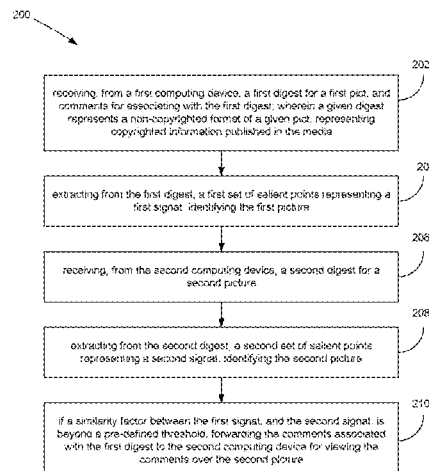 200
202
receiving, from a first computing device, a first digest for a first pict, and
comments for associating with the first digest; wherein a given digest
represents a non-copyrighted format of a given pict, representing
copyrighted information published in the media
20
extracting from the first digest, a first set of salient points representing a
first signal, identifying the first picture
206
receiving, from the second computing device, a second digest for a
second picture
208
extracting from the second digest, a second set of salient points
representing a second signal, identifying the second picture
210
if a similarity factor between the first signal, and the second signal, is
beyond a pre-defined threshold, forwarding the comments associated
with the first digest to the second computing device for viewing the
comments over the second picture